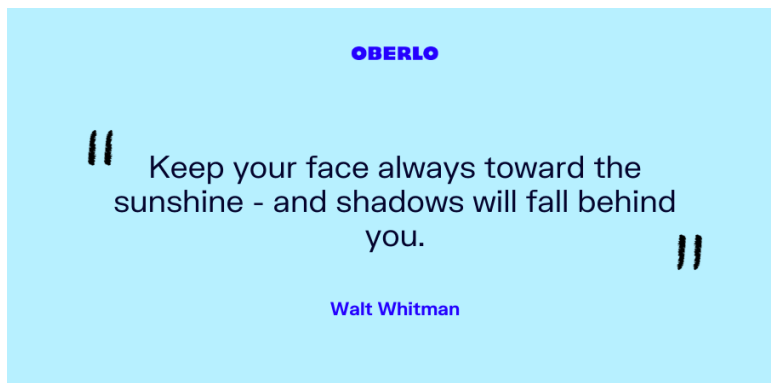 OBERLO
"Keep your face always toward the
sunshine - and shadows will fall behind
you."
Walt Whitman